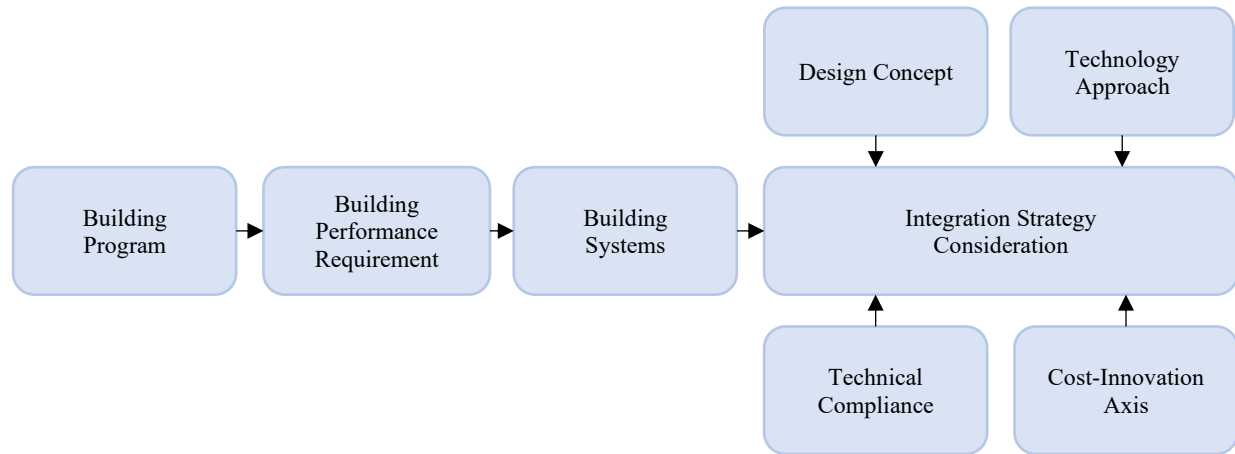 Design Concept
Technology
Approach
Building
Program
Building
Performance
Requirement
Building
Systems
Integration Strategy
Consideration
Technical
Compliance
Cost-Innovation
Axis